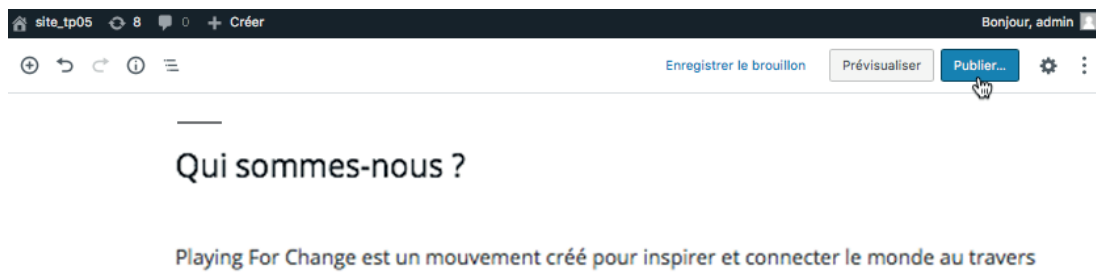 site_tp05 8 0 + Créer Bonjour, admin
Enregistrer le brouillon Prévisualiser Publier...
Qui sommes-nous ?
Playing For Change est un mouvement créé pour inspirer et connecter le monde au travers